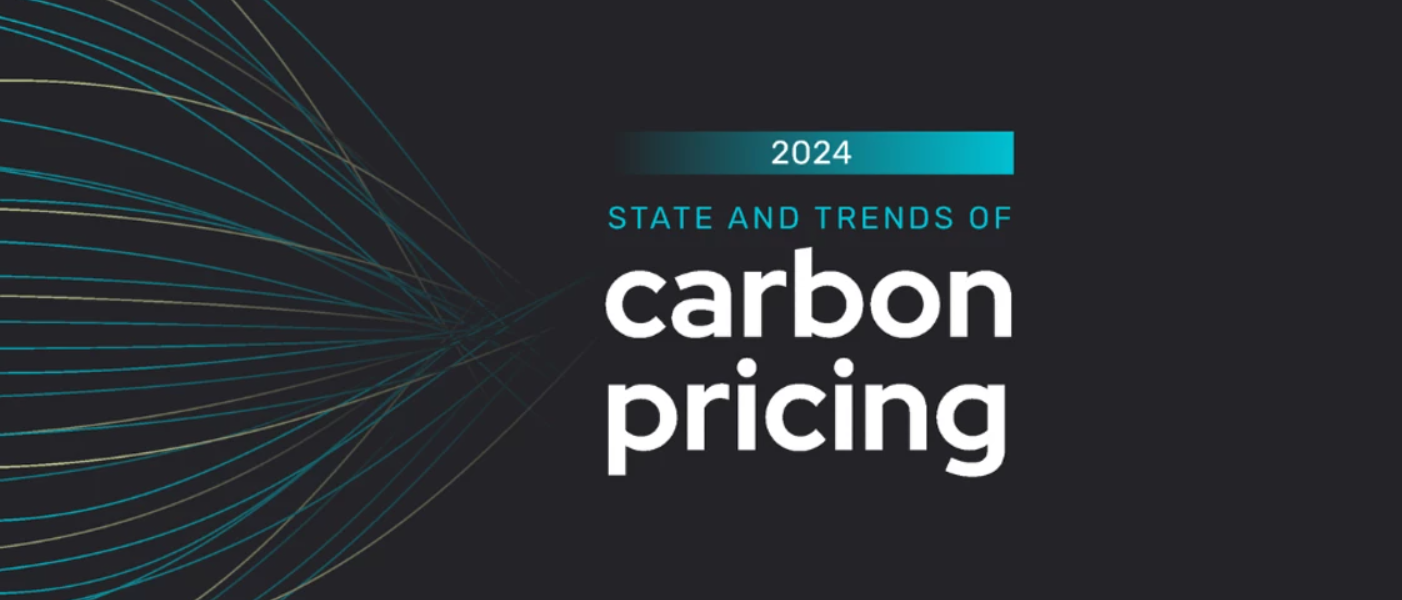 2024
STATE AND TRENDS OF
carbon
pricing